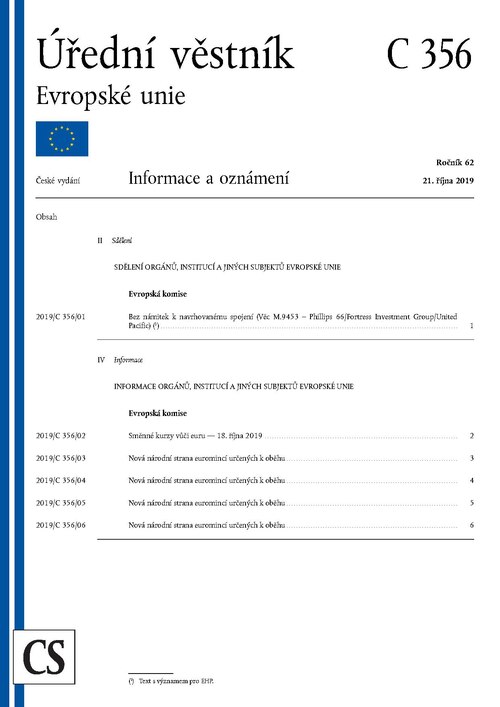 Úřední věstník C 356
Evropské unie
Ročník 62
České vydání Informace a oznámení 21. října 2019
Obsah
II Sdělení
SDĚLENÍ ORGÁNŮ, INSTITUCÍ A JINÝCH SUBJEKTŮ EVROPSKÉ UNIE
Evropská komise
2019/C 356/01 Bez námitek k navrhovanému spojení (Věc M.9453 – Phillips 66/Fortress Investment Group/United
Pacific) (¹) 1
IV Informace
INFORMACE ORGÁNŮ, INSTITUCÍ A JINÝCH SUBJEKTŮ EVROPSKÉ UNIE
Evropská komise
2019/C 356/02 Směnné kurzy vůči euru — 18. října 2019 2
2019/C 356/03 Nová národní strana euromincí určených k oběhu 3
2019/C 356/04 Nová národní strana euromincí určených k oběhu 4
2019/C 356/05 Nová národní strana euromincí určených k oběhu 5
2019/C 356/06 Nová národní strana euromincí určených k oběhu 6
CS
(¹) Text s významem pro EHP.